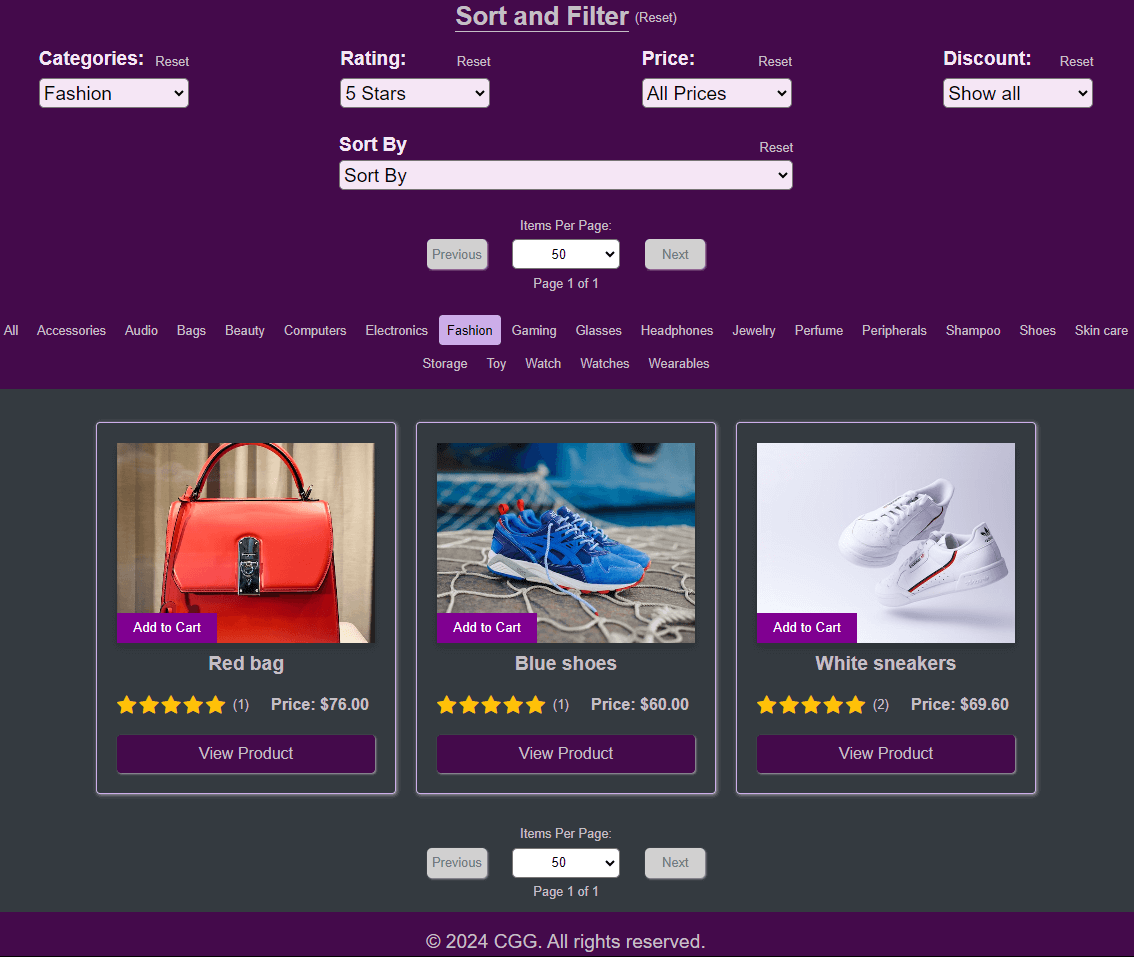 Sort and Filter (Reset)
Categories: Reset Rating: Reset Price: Reset Discount: Reset
Fashion 5 Stars All Prices Show all
Sort By Reset
Sort By
Items Per Page:
Previous 50 Next
Page 1 of 1
All Accessories Audio Bags Beauty Computers Electronics Fashion Gaming Glasses Headphones Jewelry Perfume Peripherals Shampoo Shoes Skin care
Storage Toy Watch Watches Wearables
Add to Cart Add to Cart Add to Cart
Red bag Blue shoes White sneakers
(1) Price: $76.00 (1) Price: $60.00 (2) Price: $69.60
View Product View Product View Product
Items Per Page:
Previous 50 Next
Page 1 of 1
© 2024 CGG. All rights reserved.